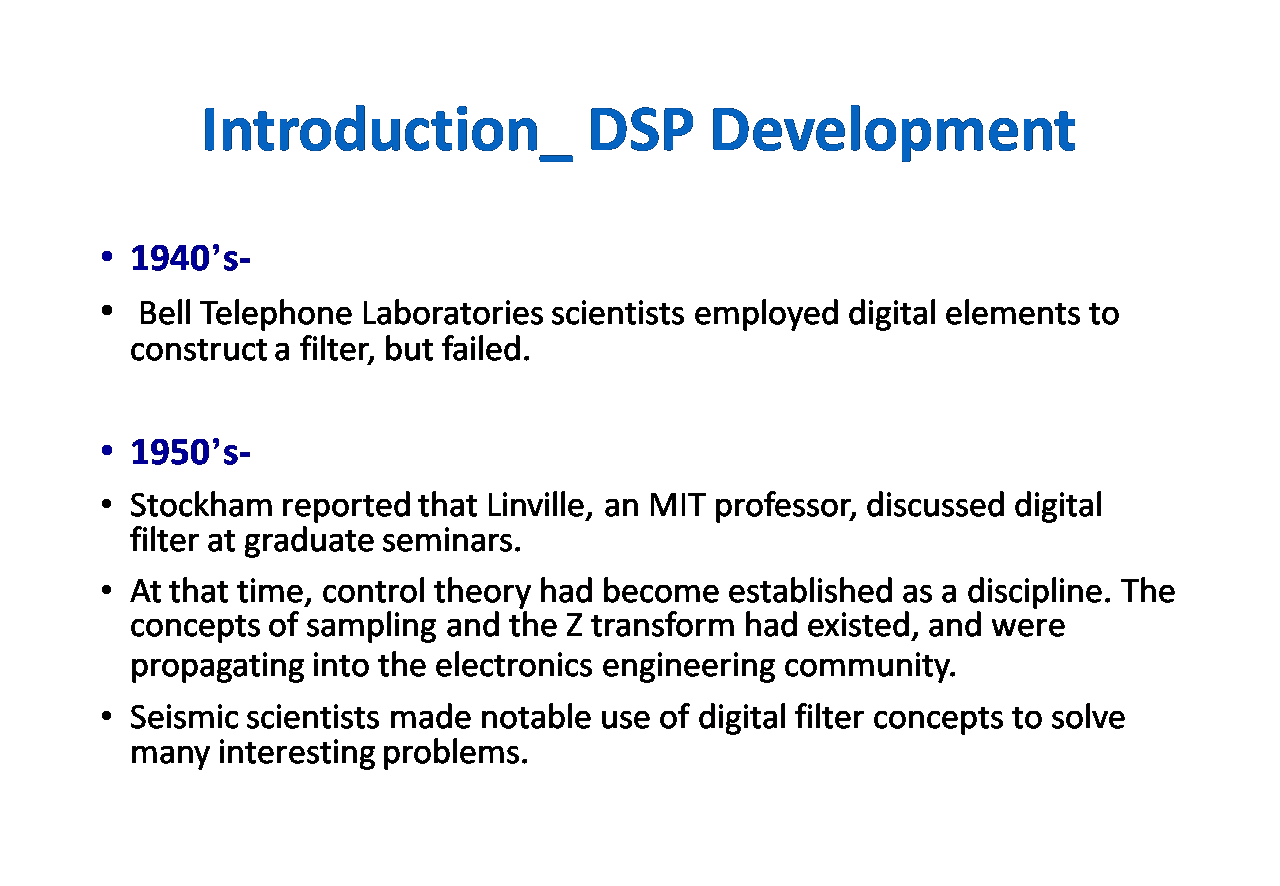 Introduction_ DSP Development
• 1940’s-
• Bell Telephone Laboratories scientists employed digital elements to
construct a filter, but failed.
• 1950’s-
• Stockham reported that Linville, an MIT professor, discussed digital
filter at graduate seminars.
• At that time, control theory had become established as a discipline. The
concepts of sampling and the Z transform had existed, and were
propagating into the electronics engineering community.
• Seismic scientists made notable use of digital filter concepts to solve
many interesting problems.